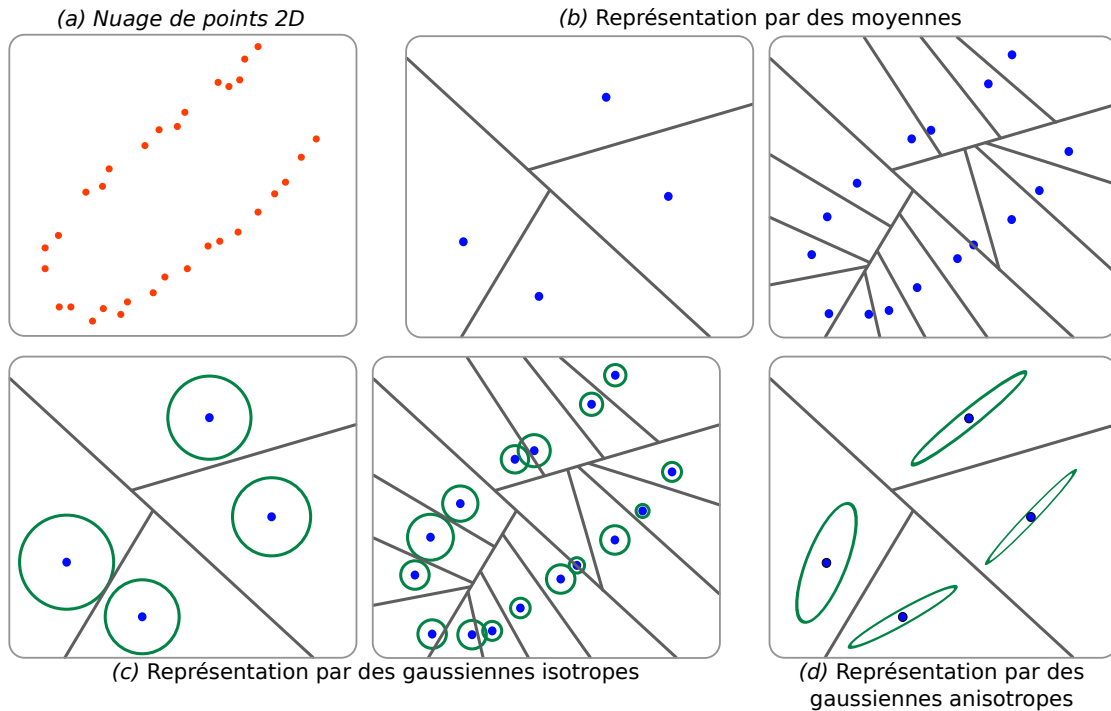 (a) Nuage de points 2D
(b) Représentation par des moyennes
(c) Représentation par des gaussiennes isotropes
(d) Représentation par des
gaussiennes anisotropes